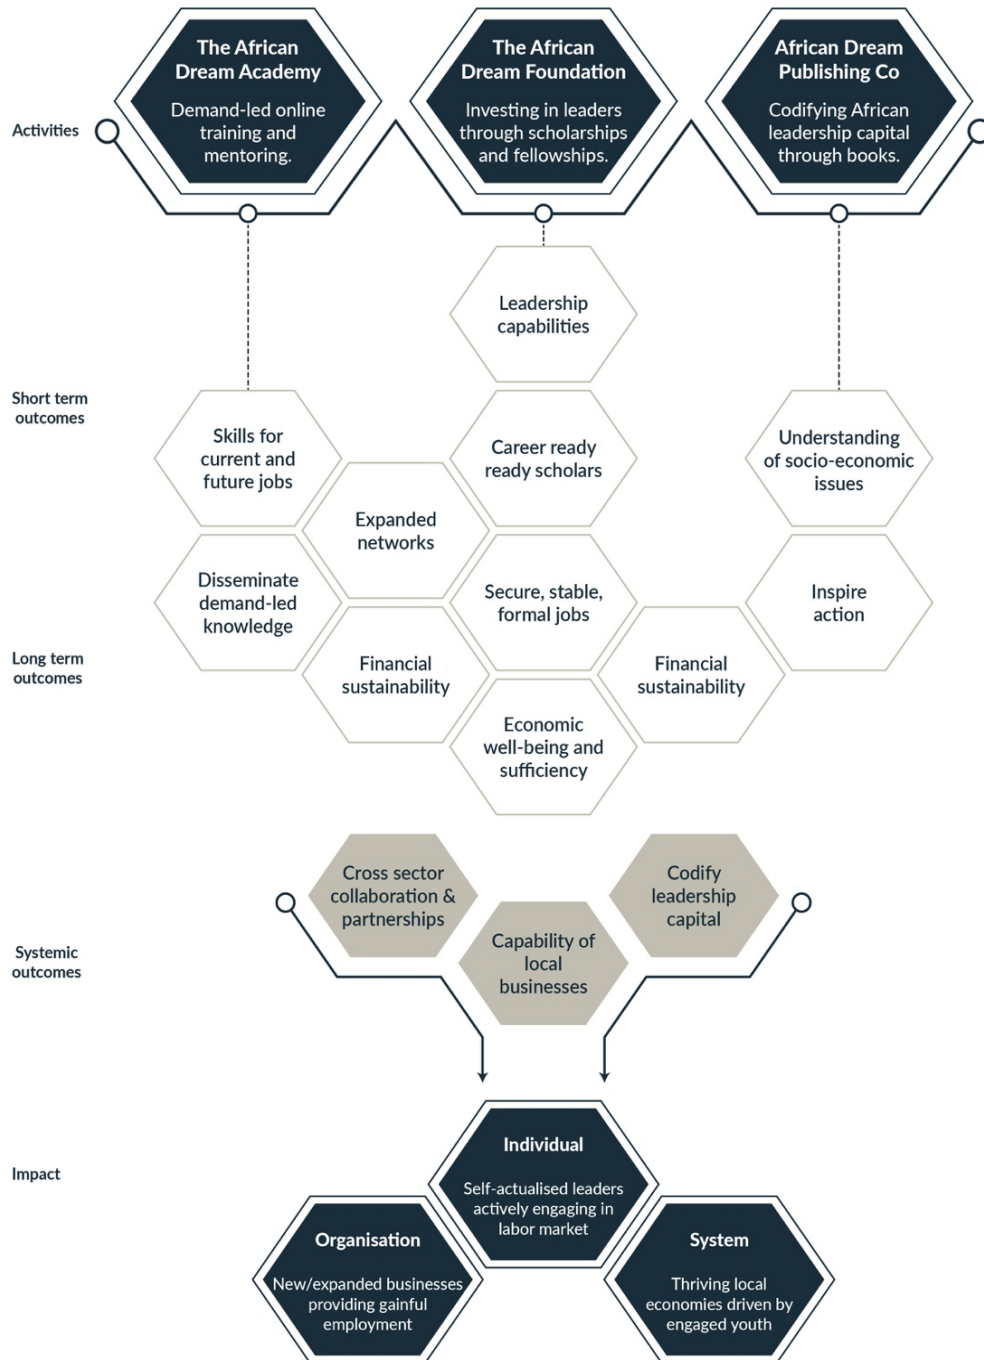 The African
Dream Academy
Demand-led online
training and
mentoring.
The African
Dream Foundation
Investing in leaders
through scholarships
and fellowships.
African Dream
Publishing Co
Codifying African
leadership capital
through books.
Activities
Leadership
capabilities
Short term
outcomes
Skills for
current and
future jobs
Career ready
ready scholars
Understanding
of socio-economic
issues
Expanded
networks
Disseminate
demand-led
knowledge
Secure, stable,
formal jobs
Inspire
action
Long term
outcomes
Financial
sustainability
Financial
sustainability
Economic
well-being and
sufficiency
Cross sector
collaboration &
partnerships
Codify
leadership
capital
Systemic
outcomes
Capability of
local
businesses
Impact
Individual
Self-actualised leaders
actively engaging in
labor market
Organisation
New/expanded businesses
providing gainful
employment
System
Thriving local
economies driven by
engaged youth